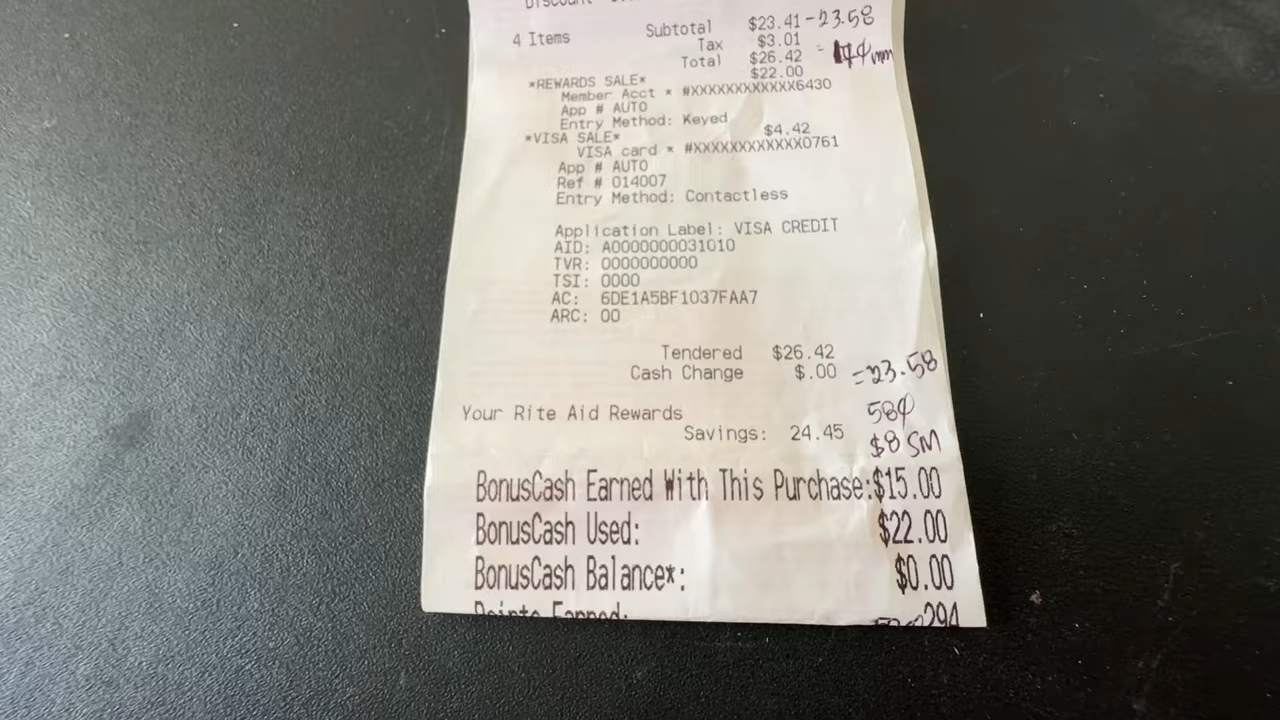 Discount
4 Items Subtotal $23.41 -23.58
Tax $3.01
Total $26.42
*REWARDS SALE* $22.00
Member Acct * #XXXXXXXXXXXX6430
App # AUTO
Entry Method: Keyed
*VISA SALE* $4.42
VISA card * #XXXXXXXXXXXX0761
App # AUTO
Ref # 014007
Entry Method: Contactless
Application Label: VISA CREDIT
AID: A0000000031010
TVR: 0000000000
TSI: 0000
AC: 6DE1A5BF1037FAA7
ARC: 00
Tendered $26.42
Cash Change $.00 =23.58
Your Rite Aid Rewards 58¢
Savings: 24.45 $8 SM
BonusCash Earned With This Purchase:$15.00
BonusCash Used: $22.00
BonusCash Balance*: $0.00
Points Earned: 294